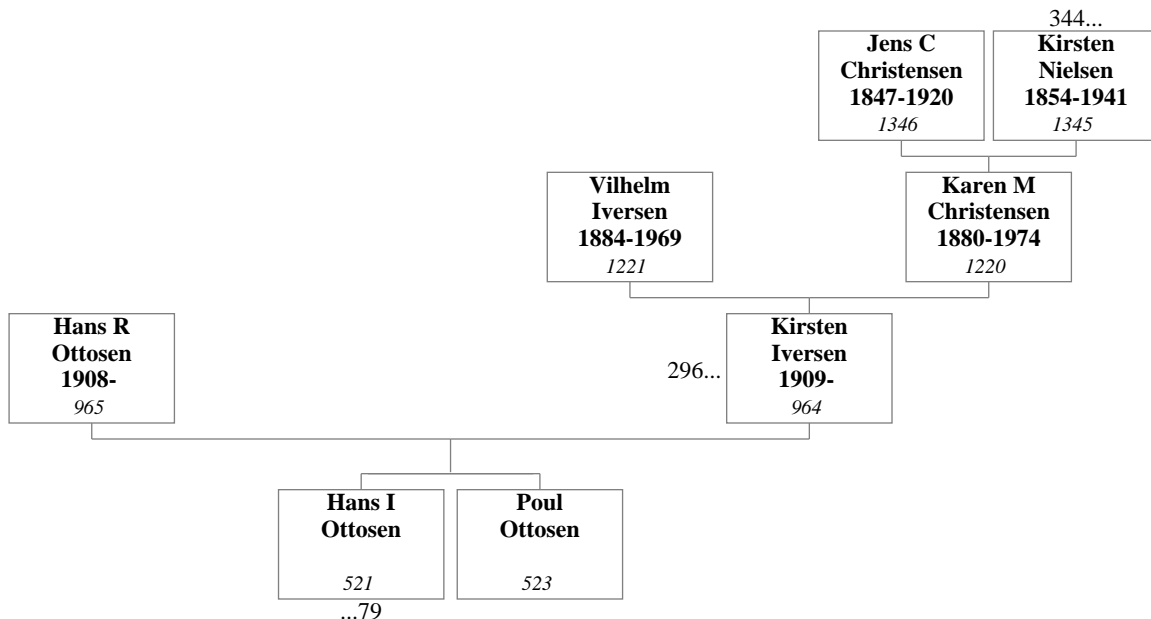 344...
Jens C
Christensen
1847-1920
1346
Kirsten
Nielsen
1854-1941
1345
Vilhelm
Iversen
1884-1969
1221
Karen M
Christensen
1880-1974
1220
Hans R
Ottosen
1908-
965
296...
Kirsten
Iversen
1909-
964
Hans I
Ottosen
521
...79
Poul
Ottosen
523